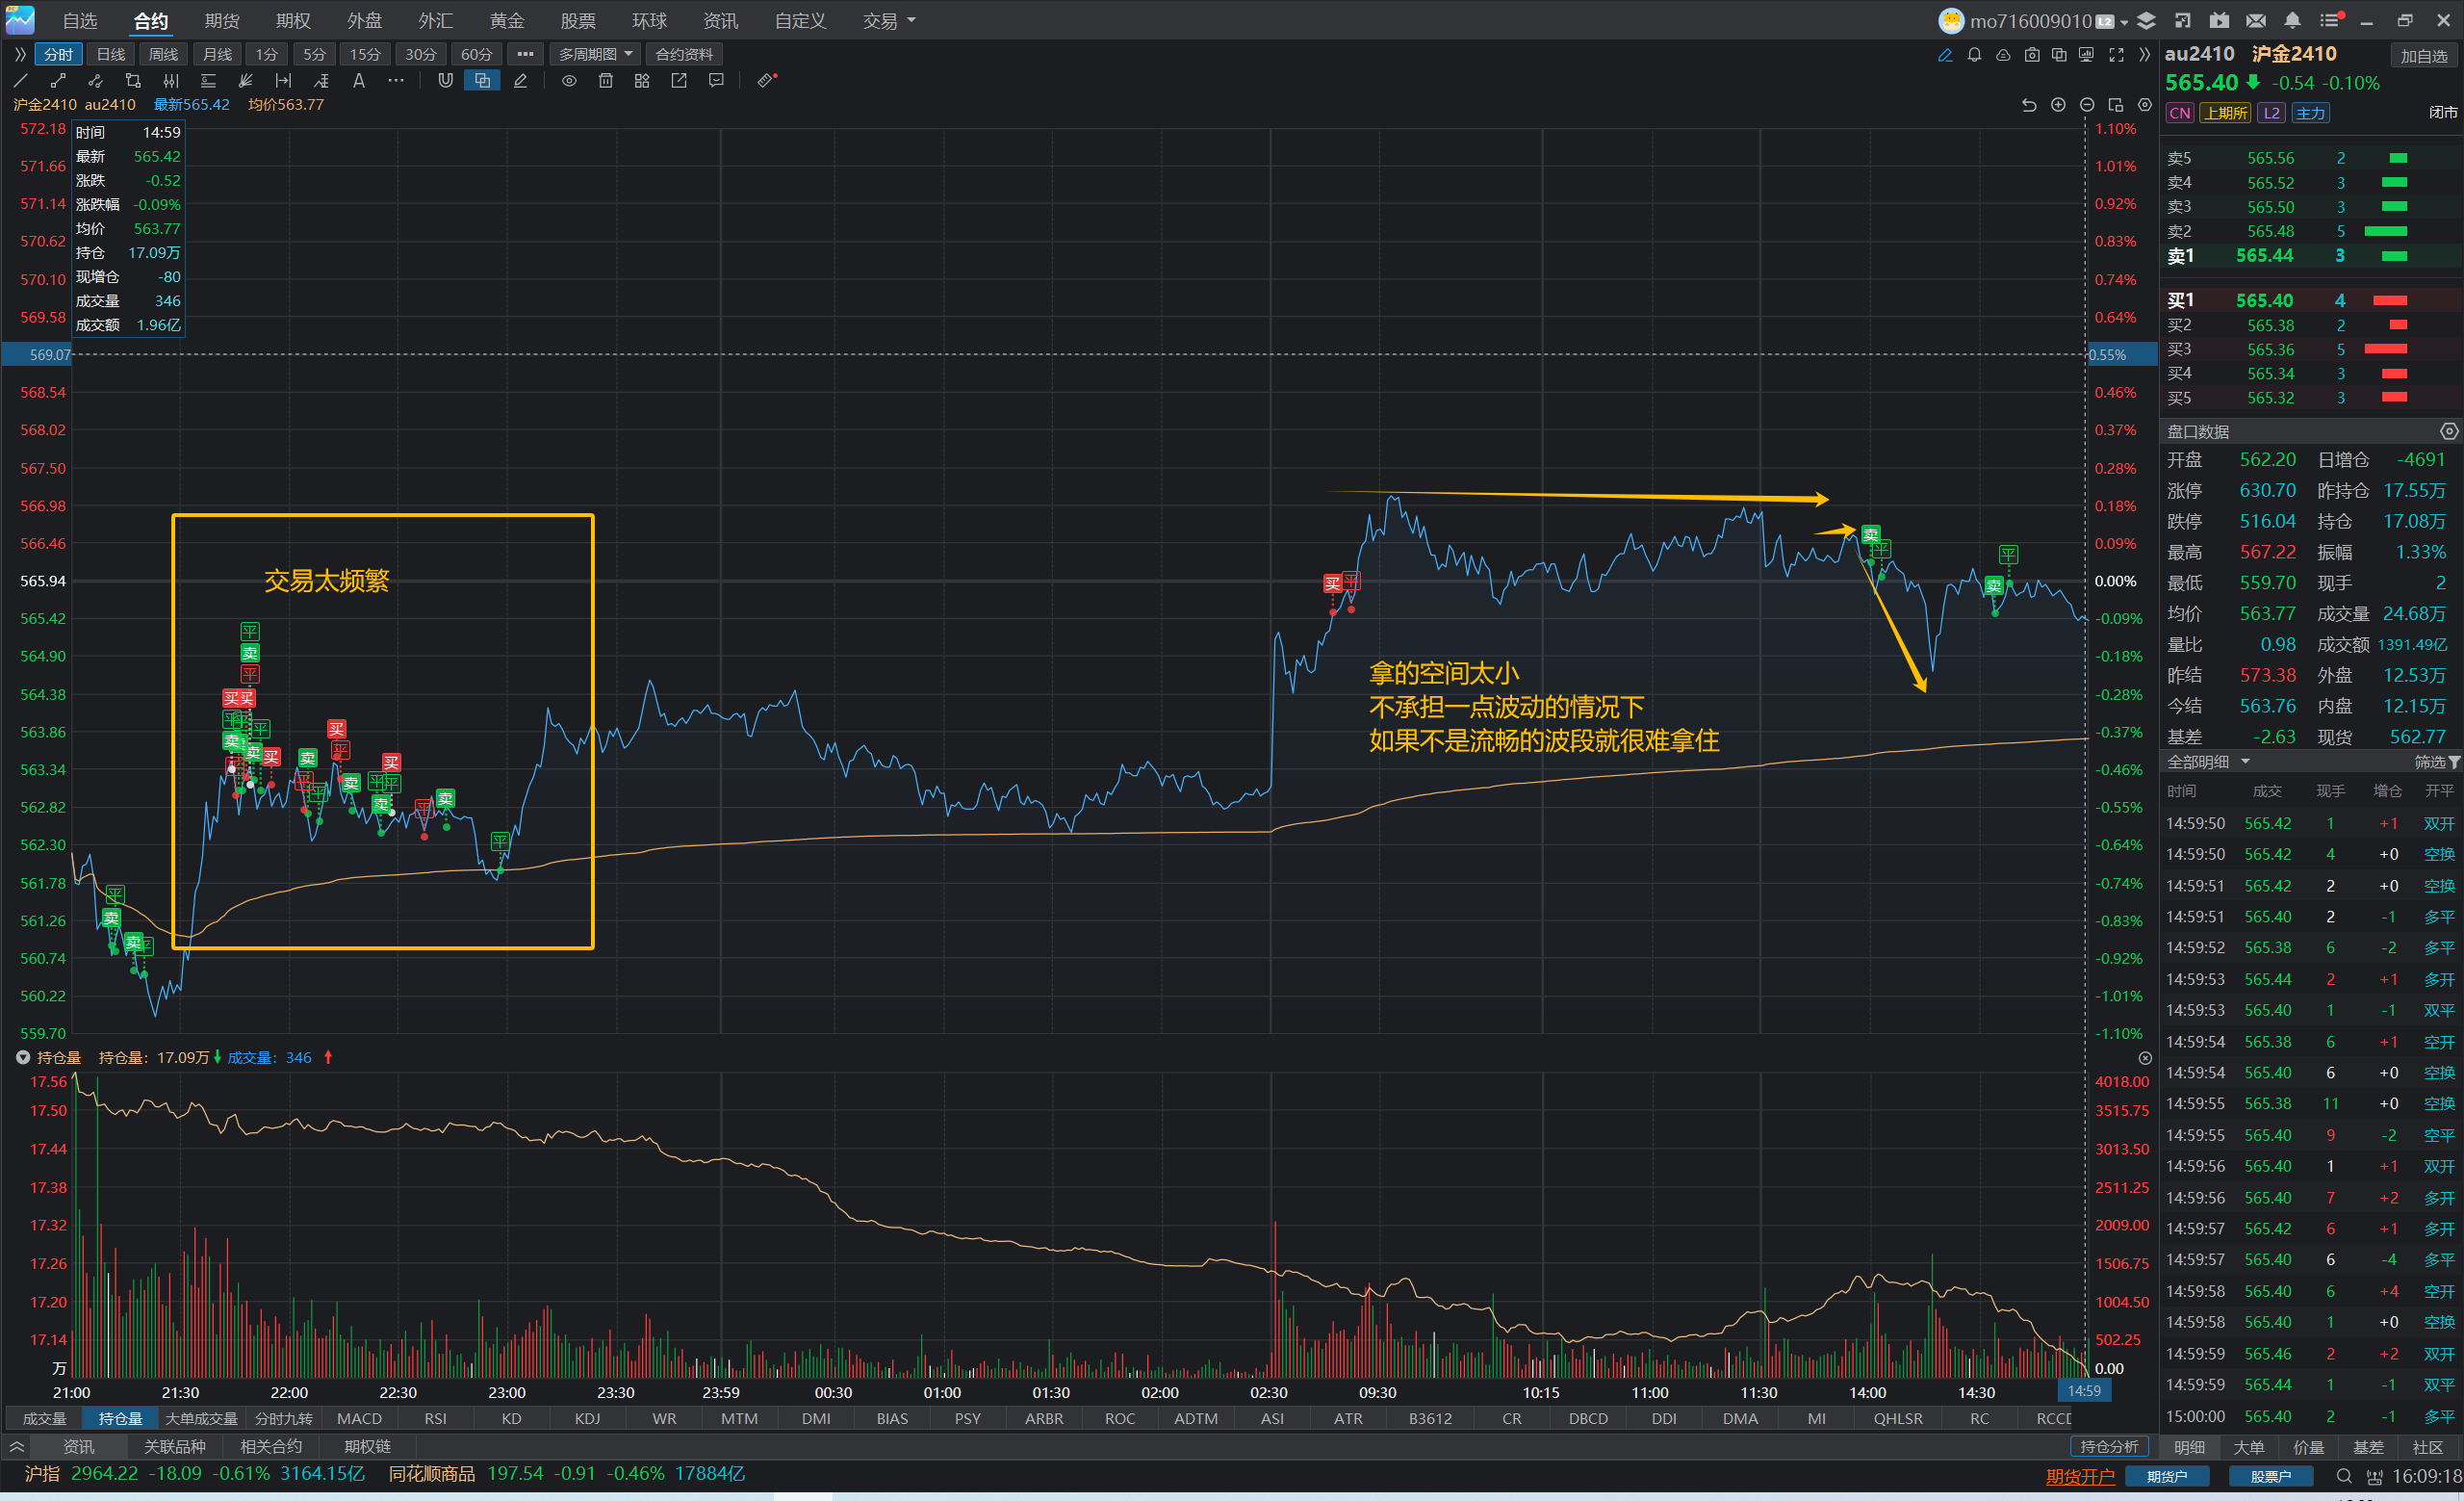 自选 合约 期货 期权 外盘 外汇 黄金 股票 环球 资讯 自定义 交易 mo716009010 L2
分时 日线 周线 月线 1分 5分 15分 30分 60分 ••• 多周期图 合约资料
沪金2410 au2410 最新565.42 均价563.77
时间 14:59
最新 565.42
涨跌 -0.52
涨跌幅 -0.09%
均价 563.77
持仓 17.09万
现增仓 -80
成交量 346
成交额 1.96亿
572.18 1.10%
571.66 1.01%
571.14 0.92%
570.62 0.83%
570.10 0.74%
569.58 0.64%
569.07 0.55%
568.54 0.46%
568.02 0.37%
567.50 0.28%
566.98 0.18%
566.46 0.09%
565.94 0.00%
565.42 -0.09%
564.90 -0.18%
564.38 -0.28%
563.86 -0.37%
563.34 -0.46%
562.82 -0.55%
562.30 -0.64%
561.78 -0.74%
561.26 -0.83%
560.74 -0.92%
560.22 -1.01%
559.70 -1.10%
交易太频繁
拿的空间太小
不承担一点波动的情况下
如果不是流畅的波段就很难拿住
持仓量 持仓量: 17.09万 成交量: 346
17.56 4018.00
17.50 3515.75
17.44 3013.50
17.38 2511.25
17.32 2009.00
17.26 1506.75
17.20 1004.50
17.14 502.25
万 0.00
21:00 21:30 22:00 22:30 23:00 23:30 23:59 00:30 01:00 01:30 02:00 02:30 09:30 10:15 11:00 11:30 14:00 14:30 14:59
成交量 持仓量 大单成交量 分时九转 MACD RSI KD KDJ WR MTM DMI BIAS PSY ARBR ROC ADTM ASI ATR B3612 CR DBCD DDI DMA MI QHLSR RC RCCD
资讯 关联品种 相关合约 期权链 持仓分析
沪指 2964.22 -18.09 -0.61% 3164.15亿 同花顺商品 197.54 -0.91 -0.46% 17884亿 期货开户 期货户 股票户 16:09:18
au2410 沪金2410 加自选
565.40 -0.54 -0.10%
CN 上期所 L2 主力 闭市
卖5 565.56 2
卖4 565.52 3
卖3 565.50 3
卖2 565.48 5
卖1 565.44 3
买1 565.40 4
买2 565.38 2
买3 565.36 5
买4 565.34 3
买5 565.32 3
盘口数据
开盘 562.20 日增仓 -4691
涨停 630.70 昨持仓 17.55万
跌停 516.04 持仓 17.08万
最高 567.22 振幅 1.33%
最低 559.70 现手 2
均价 563.77 成交量 24.68万
量比 0.98 成交额 1391.49亿
昨结 573.38 外盘 12.53万
今结 563.76 内盘 12.15万
基差 -2.63 现货 562.77
全部明细 筛选
时间 成交 现手 增仓 开平
14:59:50 565.42 1 +1 双开
14:59:50 565.42 4 +0 空换
14:59:51 565.42 2 +0 空换
14:59:51 565.40 2 -1 多平
14:59:52 565.38 6 -2 多平
14:59:53 565.44 2 +1 多开
14:59:53 565.40 1 -1 双平
14:59:54 565.38 6 +1 空开
14:59:54 565.40 6 +0 空换
14:59:55 565.38 11 +0 空换
14:59:55 565.40 9 -2 空平
14:59:56 565.40 1 +1 双开
14:59:56 565.40 7 +2 多开
14:59:57 565.42 6 +1 多开
14:59:57 565.40 6 -4 多平
14:59:58 565.40 6 +4 空开
14:59:58 565.40 1 +0 空换
14:59:59 565.46 2 +2 双开
14:59:59 565.44 1 -1 双平
15:00:00 565.40 2 -1 多平
明细 大单 价量 基差 社区